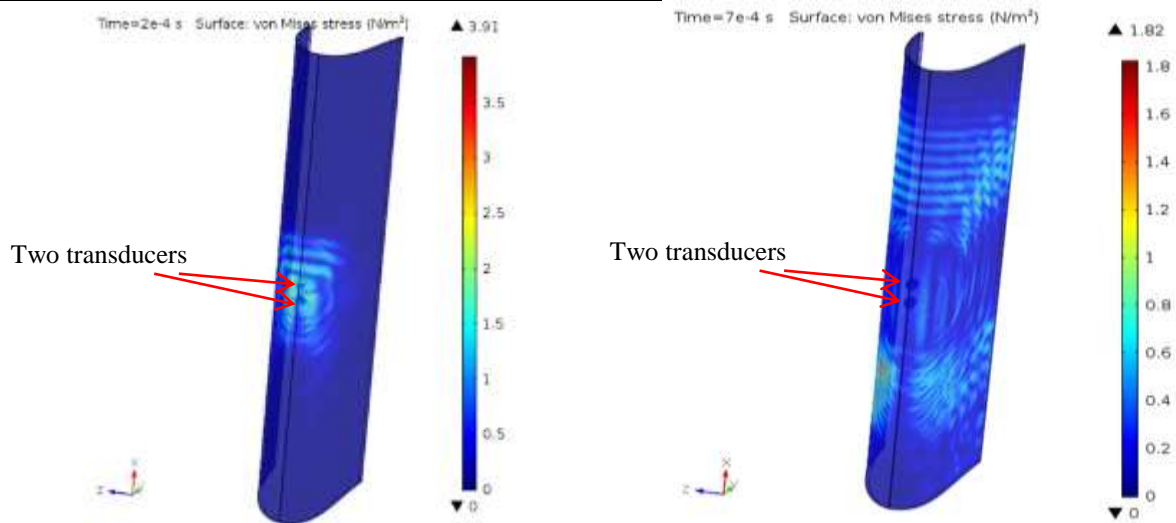 Time=2e-4 s Surface: von Mises stress (N/m²)
▲ 3.91
3.5
3
2.5
2
1.5
1
0.5
0
▼ 0
Two transducers
x
y
z
Time=7e-4 s Surface: von Mises stress (N/m²)
▲ 1.82
1.8
1.6
1.4
1.2
1
0.8
0.6
0.4
0.2
0
▼ 0
Two transducers
x
y
z